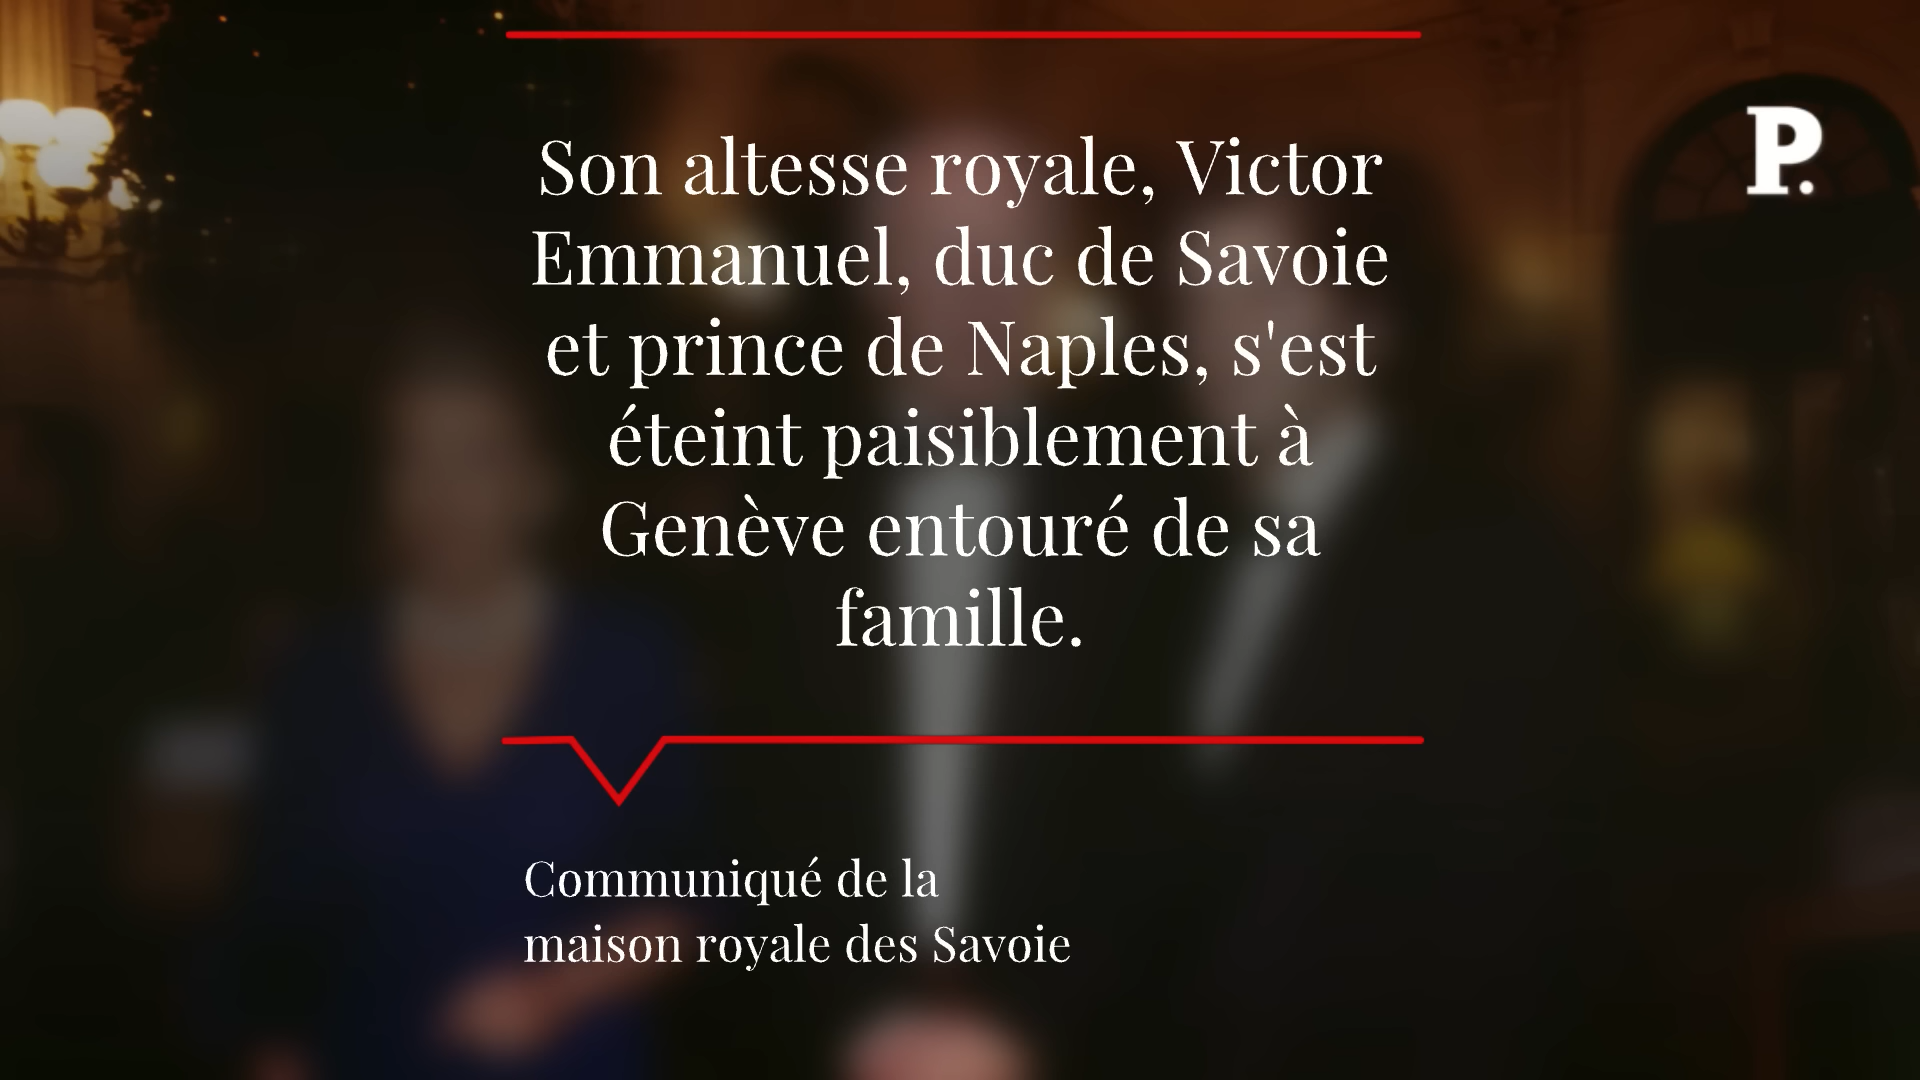 P.
Son altesse royale, Victor
Emmanuel, duc de Savoie
et prince de Naples, s'est
éteint paisiblement à
Genève entouré de sa
famille.
Communiqué de la
maison royale des Savoie